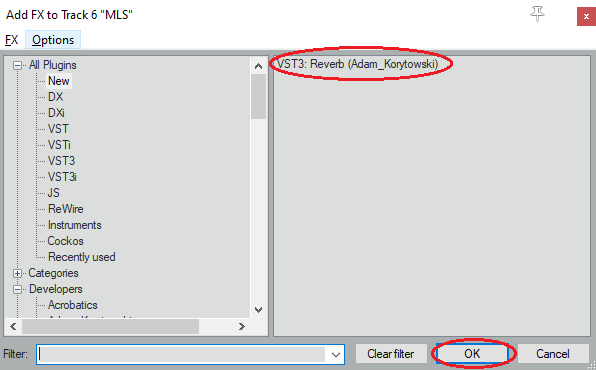 Add FX to Track 6 "MLS"
x
FX Options
All Plugins
New
DX
DXi
VST
VSTi
VST3
VST3i
JS
ReWire
Instruments
Cockos
Recently used
Categories
Developers
Acrobatics
VST3: Reverb (Adam_Korytowski)
Filter:
Clear filter
OK
Cancel